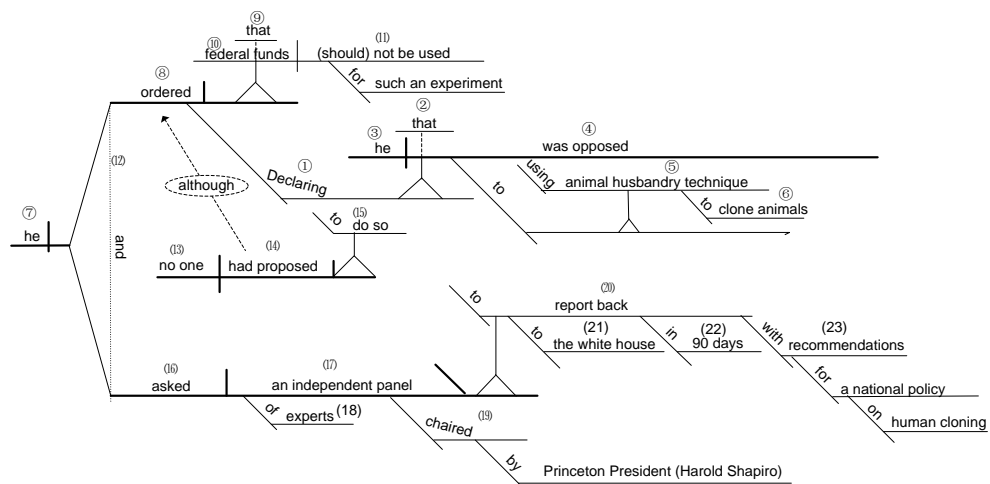 ⑨
that
⑩ ⑪
federal funds (should) not be used
for such an experiment
⑧
ordered
②
that
③ ④
he was opposed
⑫
although
①
Declaring
to
using
⑤
animal husbandry technique
to
⑥
clone animals
⑦
he
and
to
⑮
do so
⑬ ⑭
no one had proposed
to
⑳
report back
to
(21)
the white house
in
(22)
90 days
with
(23)
recommendations
for
a national policy
on
human cloning
⑯ ⑰
asked an independent panel
of experts (18)
chaired ⑲
by
Princeton President (Harold Shapiro)